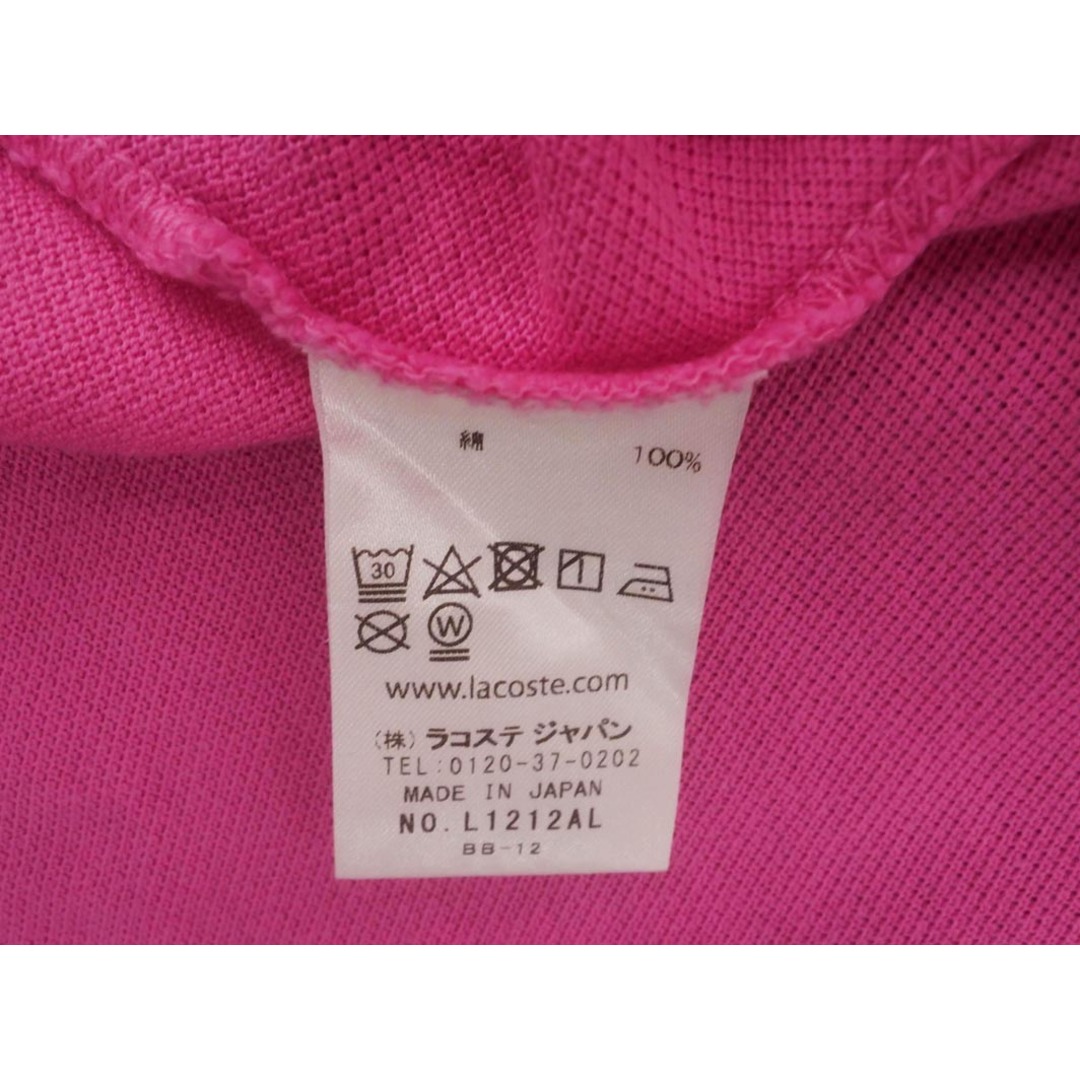 綿 100%
30
W
www.lacoste.com
(株) ラコステ ジャパン
TEL:0120-37-0202
MADE IN JAPAN
NO. L1212AL
BB-12